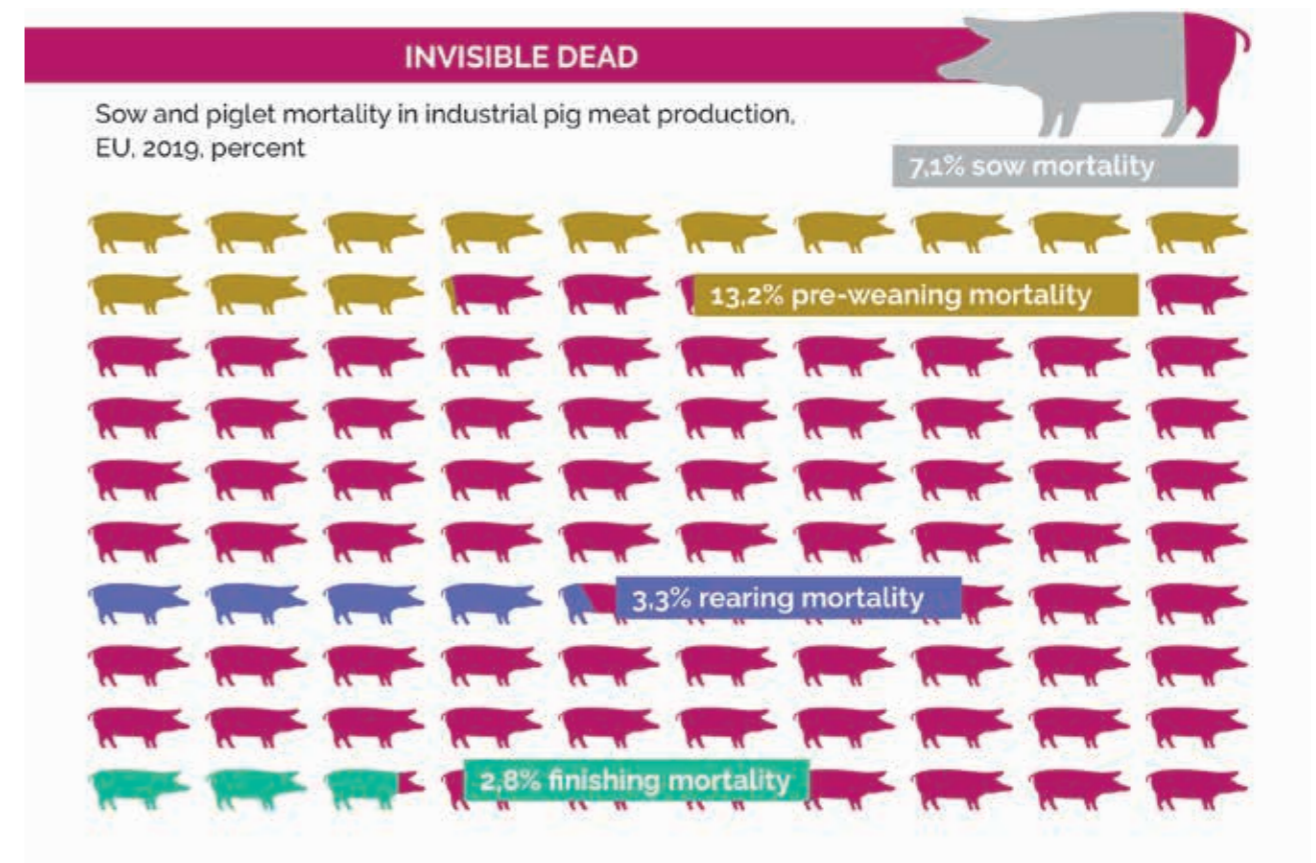 INVISIBLE DEAD
Sow and piglet mortality in industrial pig meat production,
EU, 2019, percent
7,1% sow mortality
13,2% pre-weaning mortality
3,3% rearing mortality
2,8% finishing mortality